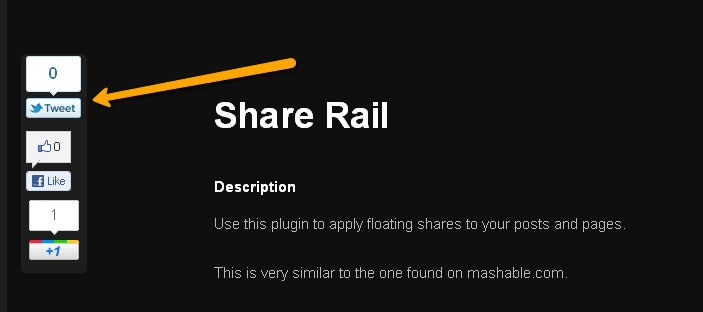 0
Tweet
0
Like
1
+1
Share Rail
Description
Use this plugin to apply floating shares to your posts and pages.
This is very similar to the one found on mashable.com.